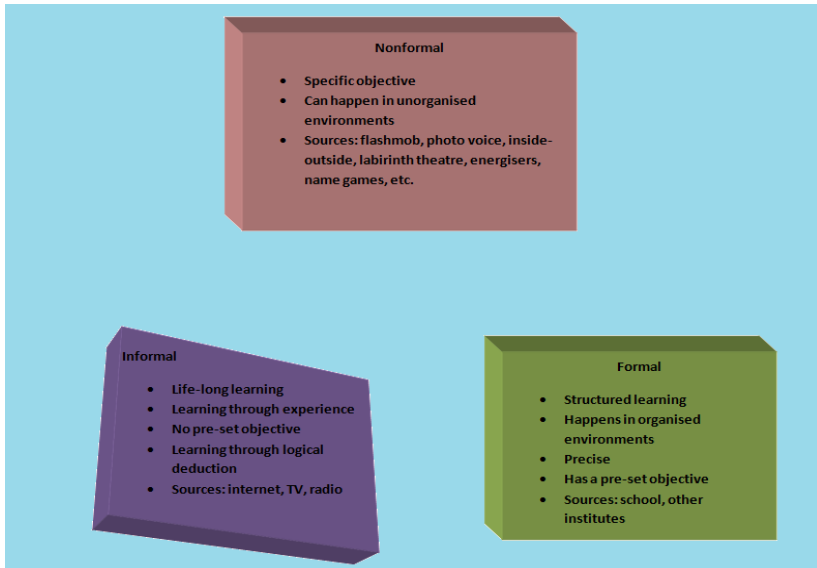 Nonformal
• Specific objective
• Can happen in unorganised
environments
• Sources: flashmob, photo voice, inside-
outside, labirinth theatre, energisers,
name games, etc.
Informal
• Life-long learning
• Learning through experience
• No pre-set objective
• Learning through logical
deduction
• Sources: internet, TV, radio
Formal
• Structured learning
• Happens in organised
environments
• Precise
• Has a pre-set objective
• Sources: school, other
institutes